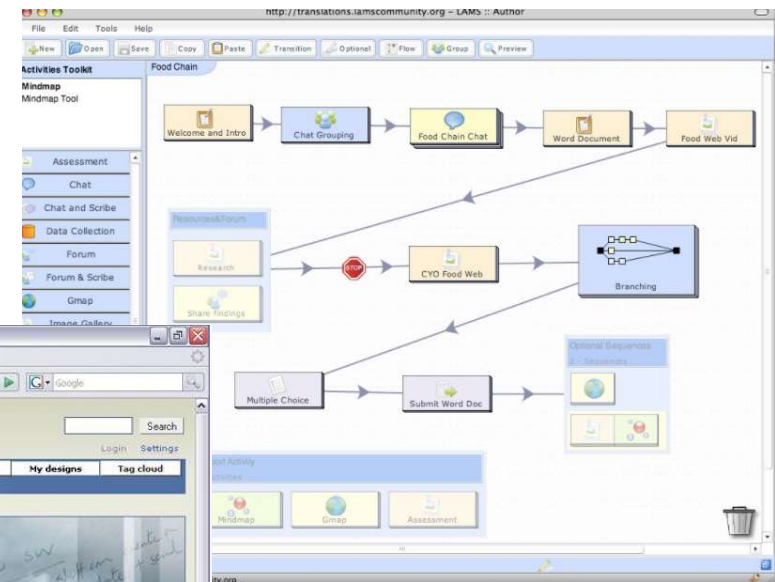 http://translations.lamscommunity.org – LAMS :: Author
File Edit Tools Help
New Open Save Copy Paste Transition Optional Flow Group Preview
Activities Toolkit
Mindmap
Mindmap Tool
Assessment
Chat
Chat and Scribe
Data Collection
Forum
Forum & Scribe
Gmap
Image Gallery
Food Chain
Welcome and Intro
Chat Grouping
Food Chain Chat
Word Document
Food Web Vid
Resources&Forum
Research
Share findings
STOP
CYO Food Web
Branching
Optional Sequences
2 - Sequences
Multiple Choice
Submit Word Doc
Activity
Mindmap
Gmap
Assessment
Google
Search
Login Settings
My designs Tag cloud